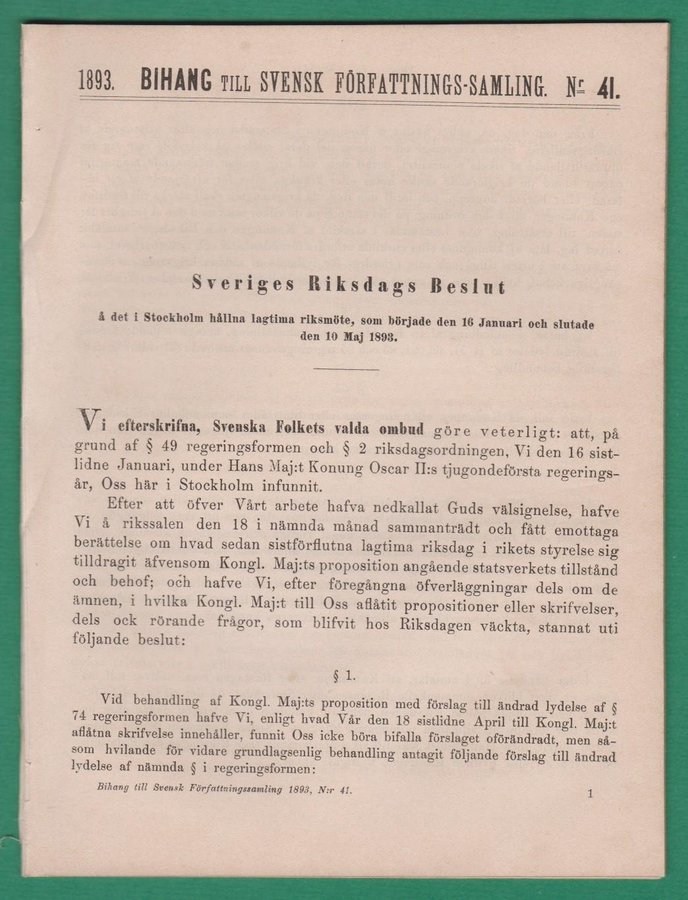 1893. BIHANG TILL SVENSK FÖRFATTNINGS-SAMLING. Nr 41.
Sveriges Riksdags Beslut
å det i Stockholm hållna lagtima riksmöte, som började den 16 Januari och slutade
den 10 Maj 1893.
Vi efterskrifna, Svenska Folkets valda ombud göre veterligt: att, på
grund af § 49 regeringsformen och § 2 riksdagsordningen, Vi den 16 sist-
lidne Januari, under Hans Maj:t Konung Oscar II:s tjugondeförsta regerings-
år, Oss här i Stockholm infunnit.
Efter att öfver Vårt arbete hafva nedkallat Guds välsignelse, hafve
Vi å rikssalen den 18 i nämnda månad sammanträdt och fått emottaga
berättelse om hvad sedan sistförflutna lagtima riksdag i rikets styrelse sig
tilldragit äfvensom Kongl. Maj:ts proposition angående statsverkets tillstånd
och behof; och hafve Vi, efter föregångna öfverläggningar dels om de
ämnen, i hvilka Kongl. Maj:t till Oss aflåtit propositioner eller skrifvelser,
dels ock rörande frågor, som blifvit hos Riksdagen väckta, stannat uti
följande beslut:
§ 1.
Vid behandling af Kongl. Maj:ts proposition med förslag till ändrad lydelse af §
74 regeringsformen hafve Vi, enligt hvad Vår den 18 sistlidne April till Kongl. Maj:t
aflåtna skrifvelse innehåller, funnit Oss icke böra bifalla förslaget oförändradt, men så-
som hvilande för vidare grundlagsenlig behandling antagit följande förslag till ändrad
lydelse af nämnda § i regeringsformen:
Bihang till Svensk Författningssamling 1893, N:r 41.
1